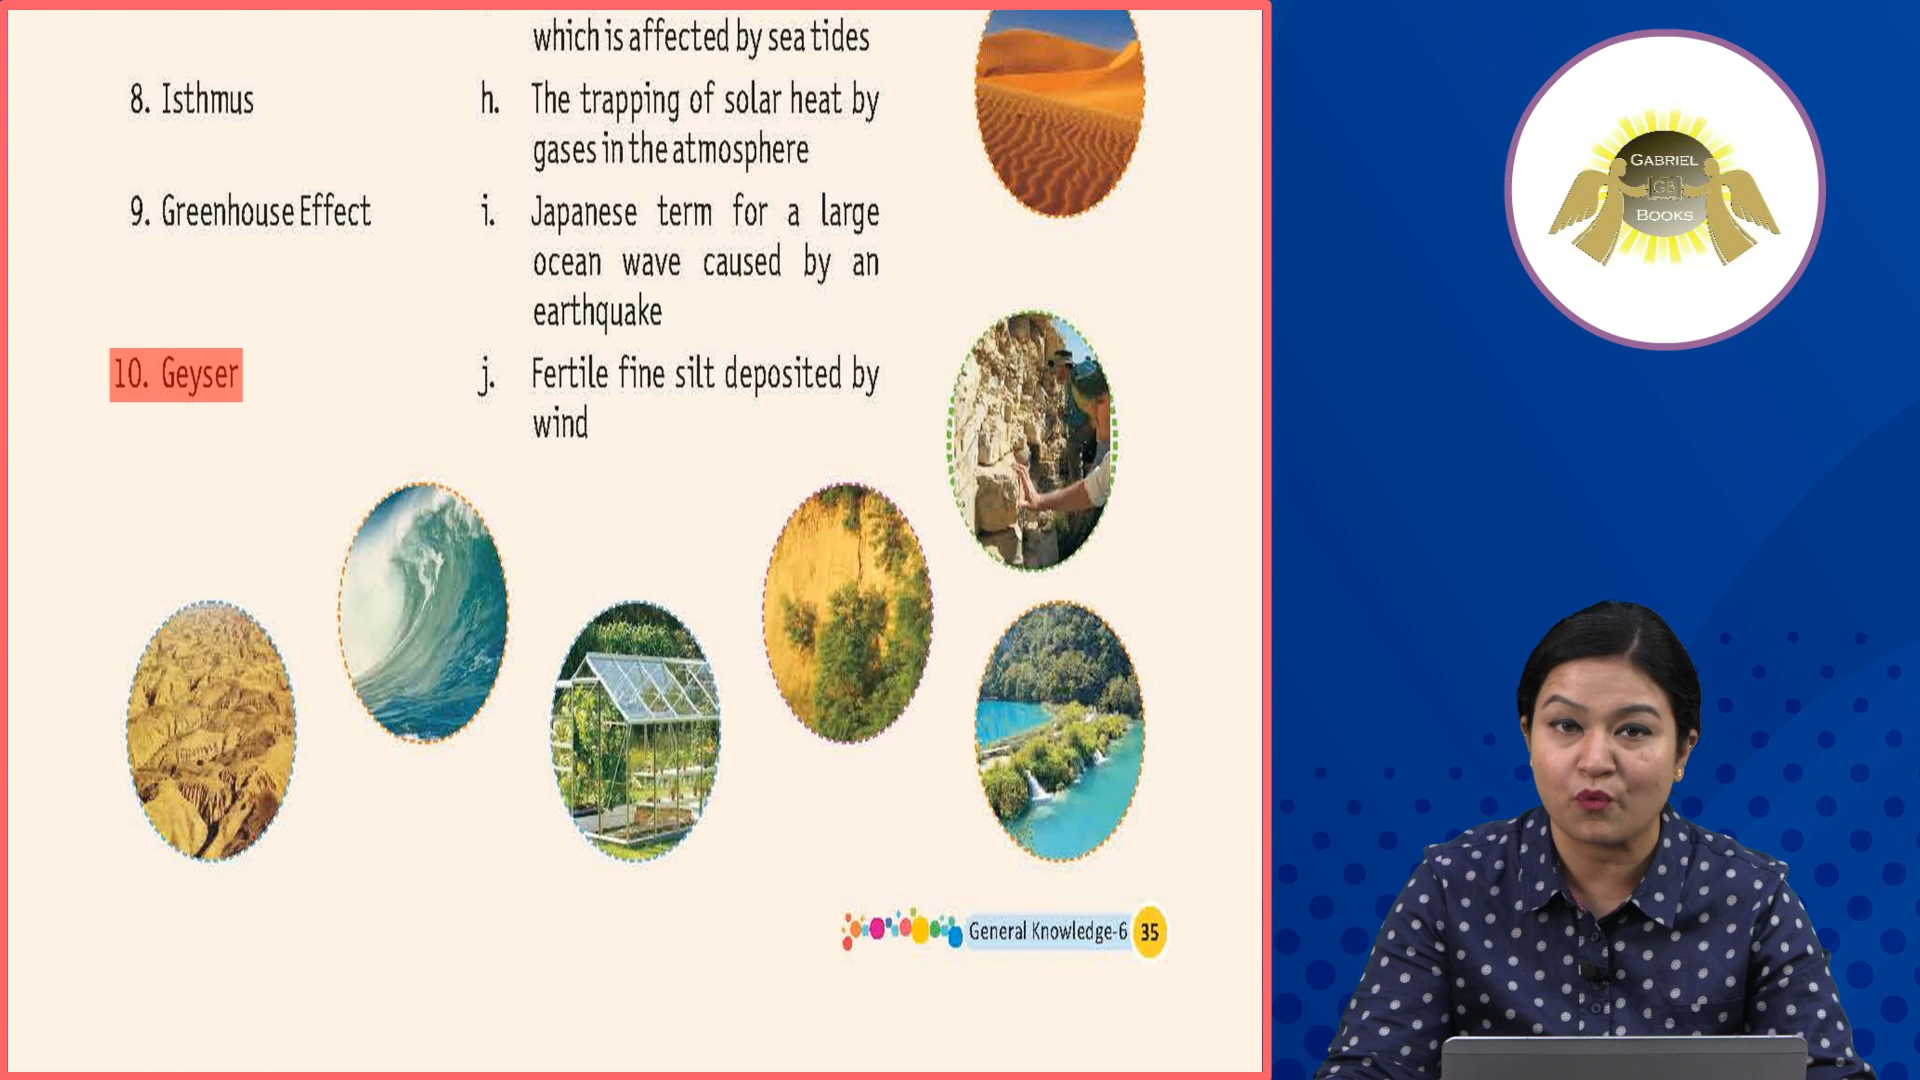 which is affected by sea tides
8. Isthmus
h. The trapping of solar heat by
gases in the atmosphere
9. Greenhouse Effect
i. Japanese term for a large
ocean wave caused by an
earthquake
10. Geyser
j. Fertile fine silt deposited by
wind
General Knowledge-6 35
GABRIEL
GB
BOOKS